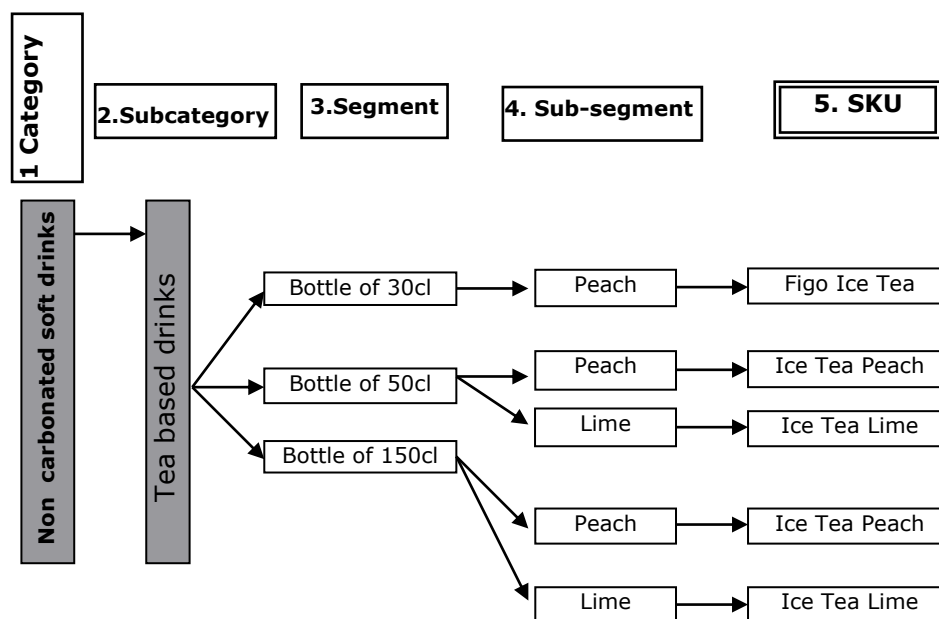 1 Category
2.Subcategory
3.Segment
4. Sub-segment
5. SKU
Non carbonated soft drinks
Tea based drinks
Bottle of 30cl
Peach
Figo Ice Tea
Bottle of 50cl
Peach
Ice Tea Peach
Lime
Ice Tea Lime
Bottle of 150cl
Peach
Ice Tea Peach
Lime
Ice Tea Lime